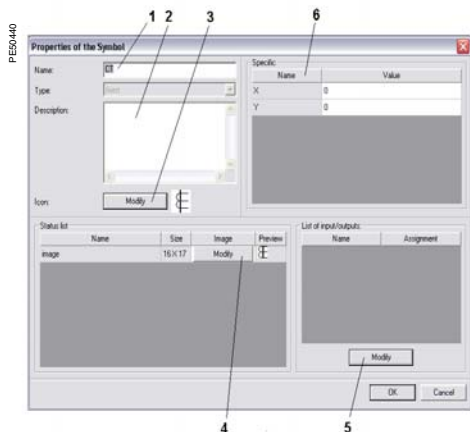 PE50440
1 2 3 6
Properties of the Symbol
Name: CT
Type:
Description:
Icon: Modify
Specific
Name Value
X 0
Y 0
Status list
Name Size Image Preview
image 16 X 17 Modify
List of input/outputs
Name Assignment
Modify
OK Cancel
4 5